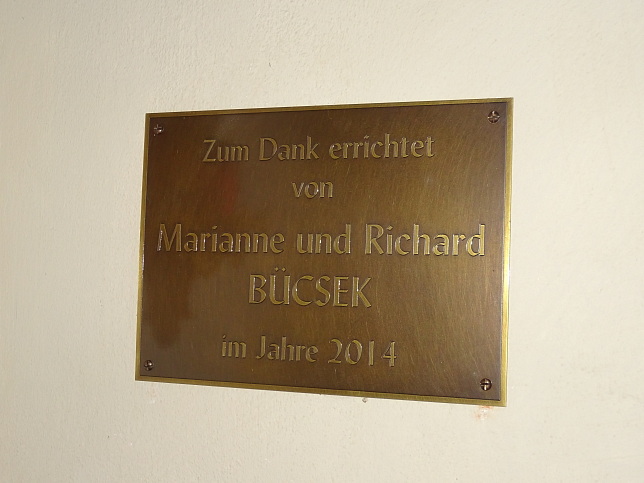 Zum Dank errichtet
von
Marianne und Richard
BÜCSEK
im Jahre 2014